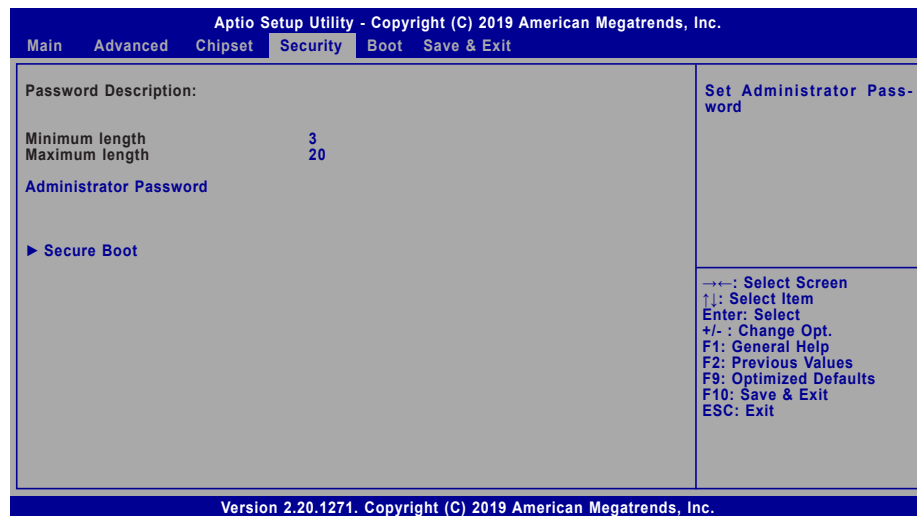 Aptio Setup Utility - Copyright (C) 2019 American Megatrends, Inc.
Main Advanced Chipset Security Boot Save & Exit
Password Description:
Minimum length 3
Maximum length 20
Administrator Password
► Secure Boot
Set Administrator Pass-
word
→←: Select Screen
↑↓: Select Item
Enter: Select
+/- : Change Opt.
F1: General Help
F2: Previous Values
F9: Optimized Defaults
F10: Save & Exit
ESC: Exit
Version 2.20.1271. Copyright (C) 2019 American Megatrends, Inc.